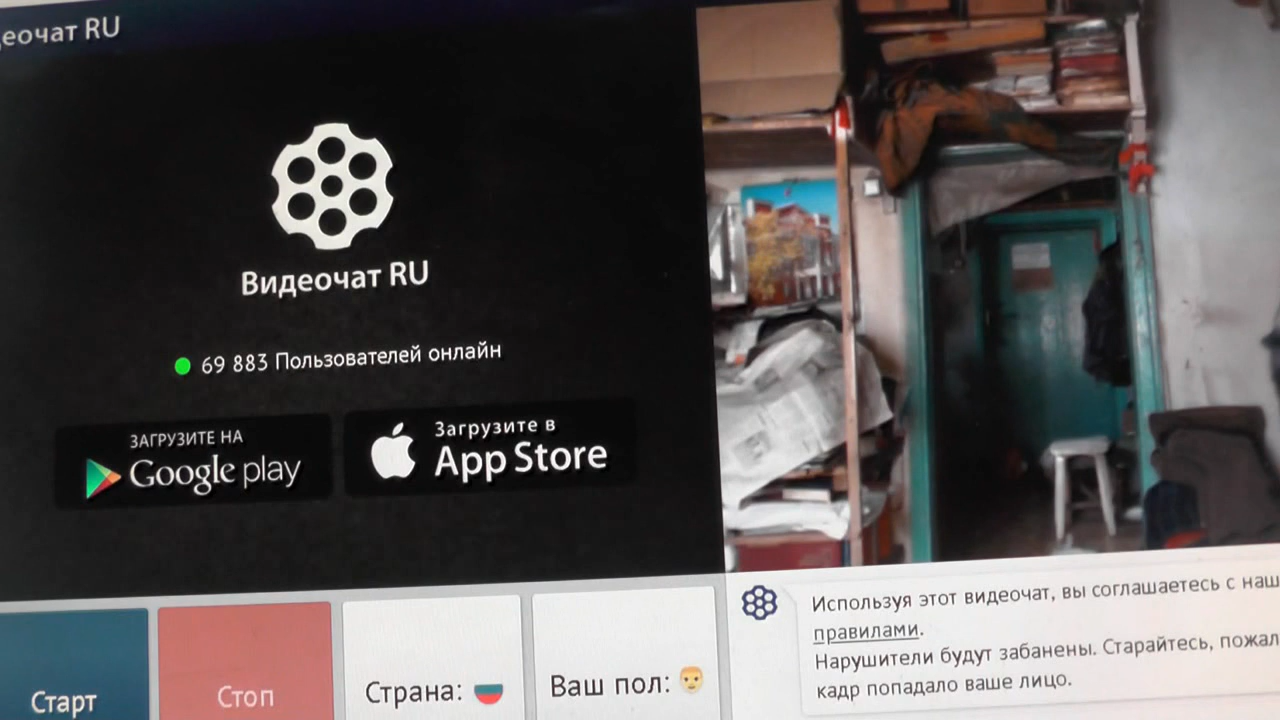 еочат RU
Видеочат RU
69 883 Пользователей онлайн
ЗАГРУЗИТЕ НА
Google play
Загрузите в
App Store
Старт
Стоп
Страна:
Ваш пол:
Используя этот видеочат, вы соглашаетесь с наш
правилами.
Нарушители будут забанены. Старайтесь, пожал
кадр попадало ваше лицо.